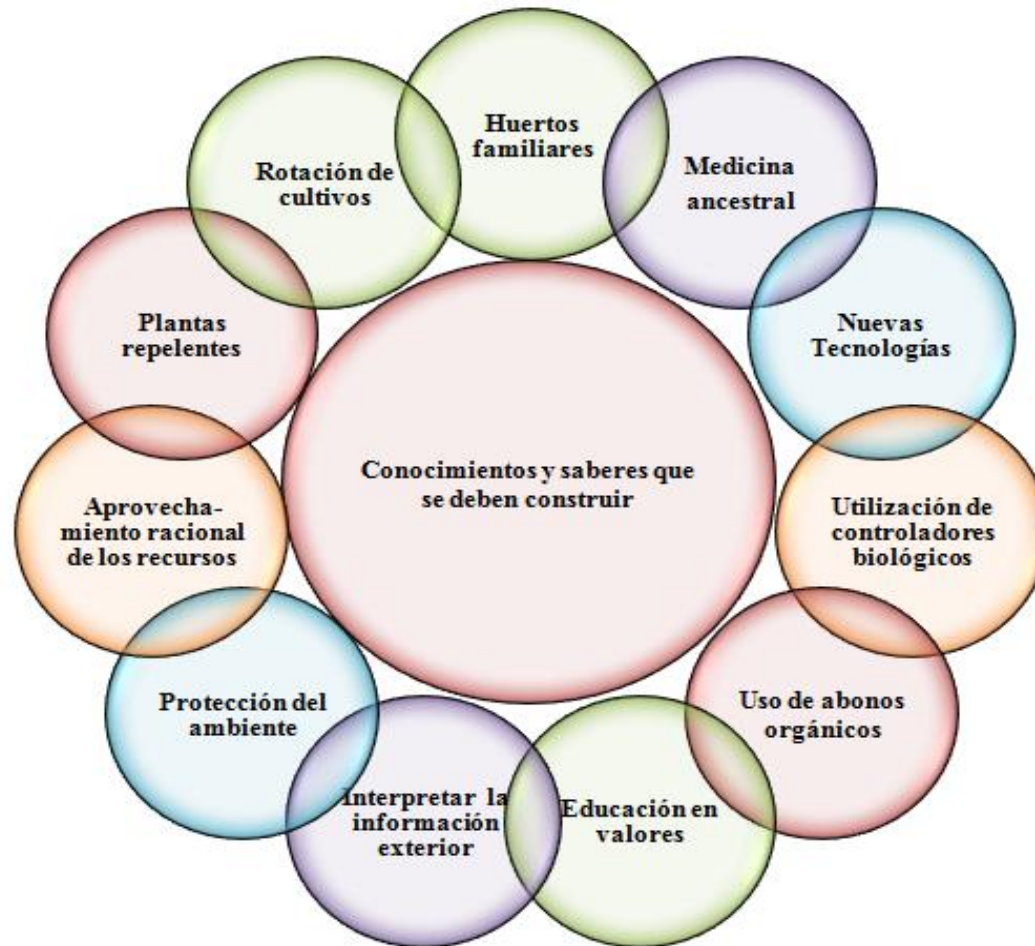 Huertos
familiares
Medicina
ancestral
Nuevas
Tecnologías
Utilización de
controladores
biológicos
Uso de abonos
orgánicos
Educación en
valores
Interpretar la
información
exterior
Protección del
ambiente
Aprovecha-
miento racional
de los recursos
Plantas
repelentes
Rotación de
cultivos
Conocimientos y saberes que
se deben construir